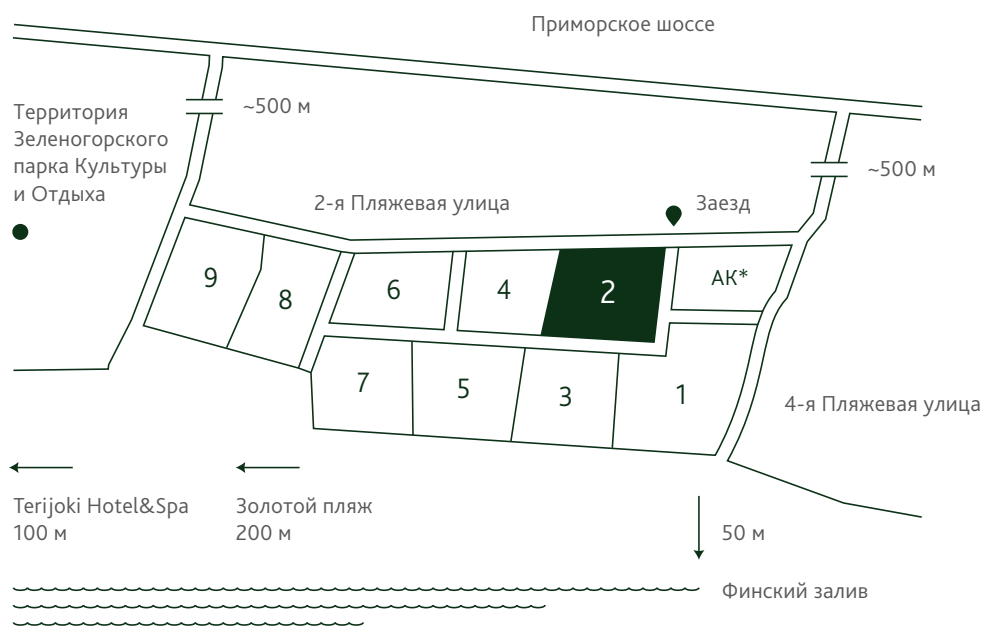 Приморское шоссе
~500 м
Территория
Зеленогорского
парка Культуры
и Отдыха
~500 м
2-я Пляжевая улица
Заезд
9
8
6
4
2
АК*
7
5
3
1
4-я Пляжевая улица
Terijoki Hotel&Spa
100 м
Золотой пляж
200 м
50 м
Финский залив